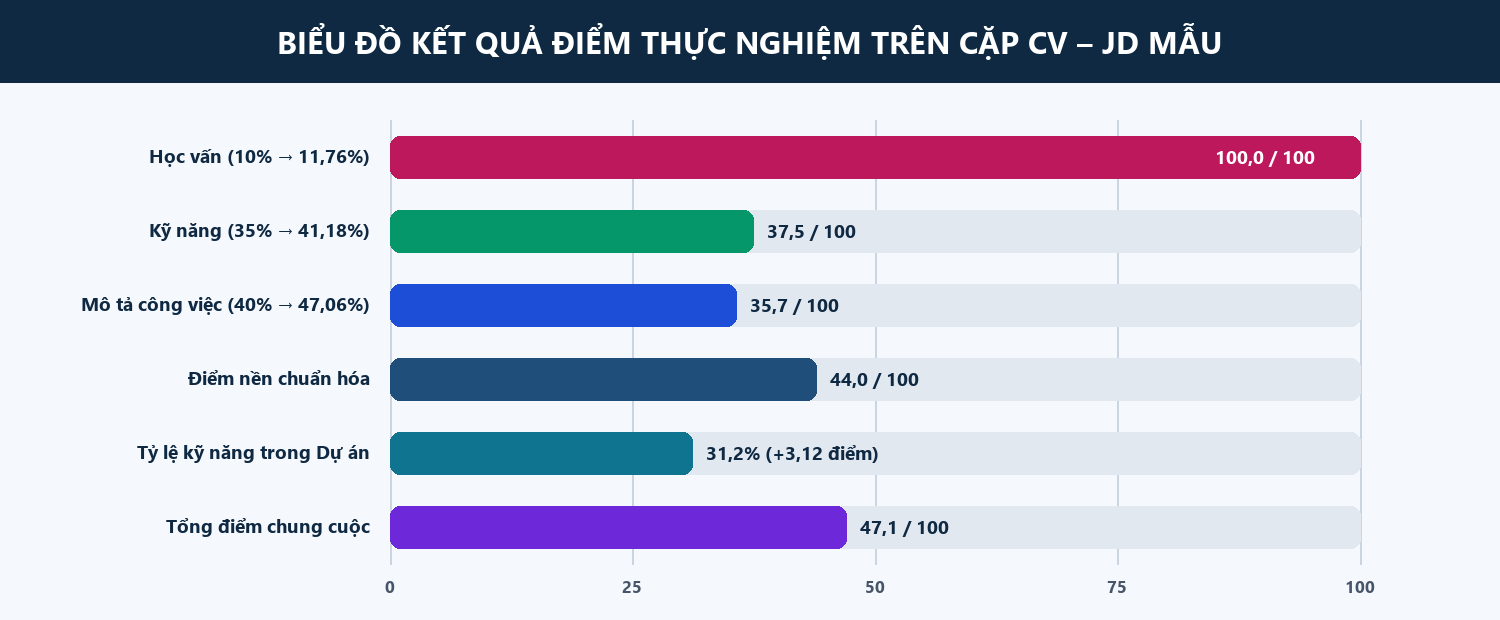 BIỂU ĐỒ KẾT QUẢ ĐIỂM THỰC NGHIỆM TRÊN CẶP CV – JD MẪU
Học vấn (10% → 11,76%)
100,0 / 100
Kỹ năng (35% → 41,18%)
37,5 / 100
Mô tả công việc (40% → 47,06%)
35,7 / 100
Điểm nền chuẩn hóa
44,0 / 100
Tỷ lệ kỹ năng trong Dự án
31,2% (+3,12 điểm)
Tổng điểm chung cuộc
47,1 / 100
0 25 50 75 100